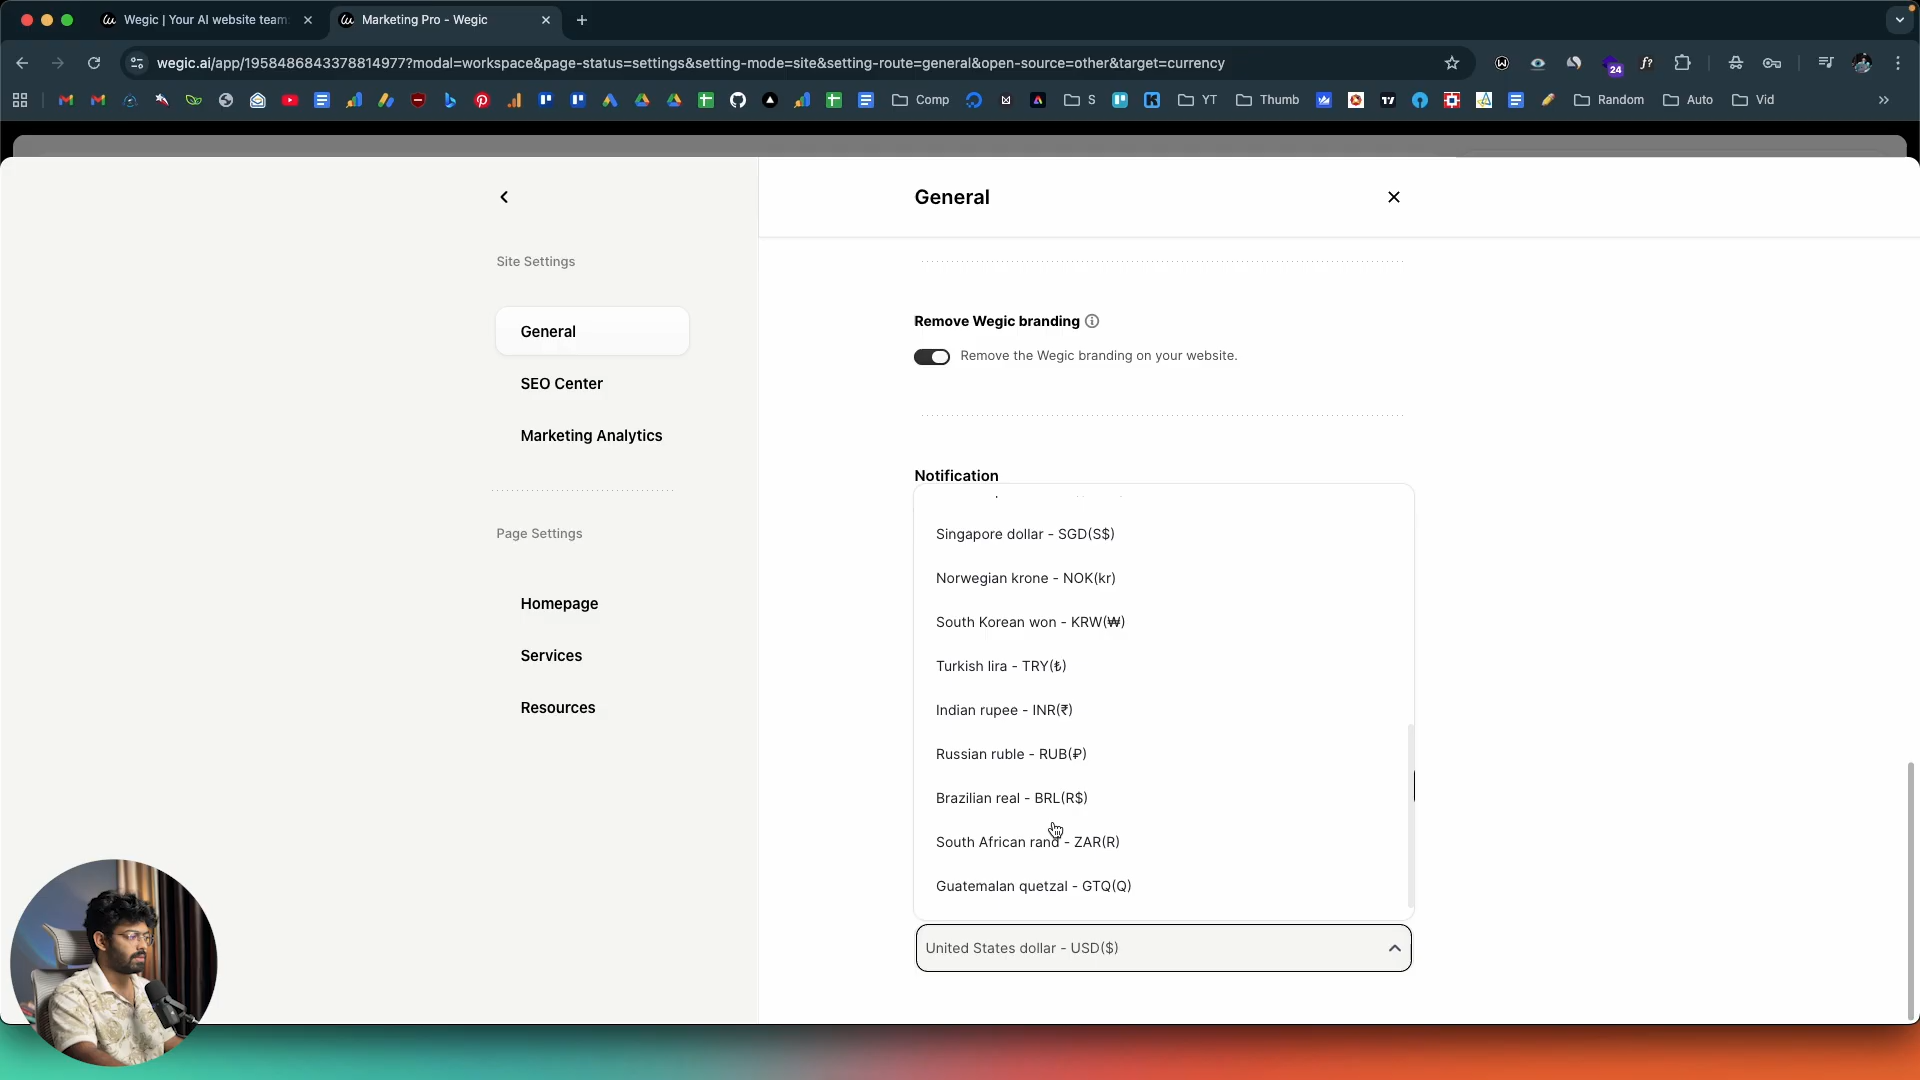 Wegic | Your AI website team:
Marketing Pro - Wegic
wegic.ai/app/1958486843378814977?modal=workspace&page-status=settings&setting-mode=site&setting-route=general&open-source=other&target=currency
24
f?
Comp
S
YT
Thumb
Random
Auto
Vid
General
Site Settings
General
SEO Center
Marketing Analytics
Page Settings
Homepage
Services
Resources
Remove Wegic branding
Remove the Wegic branding on your website.
Notification
Singapore dollar - SGD(S$)
Norwegian krone - NOK(kr)
South Korean won - KRW(₩)
Turkish lira - TRY(₺)
Indian rupee - INR(₹)
Russian ruble - RUB(₽)
Brazilian real - BRL(R$)
South African rand - ZAR(R)
Guatemalan quetzal - GTQ(Q)
United States dollar - USD($)